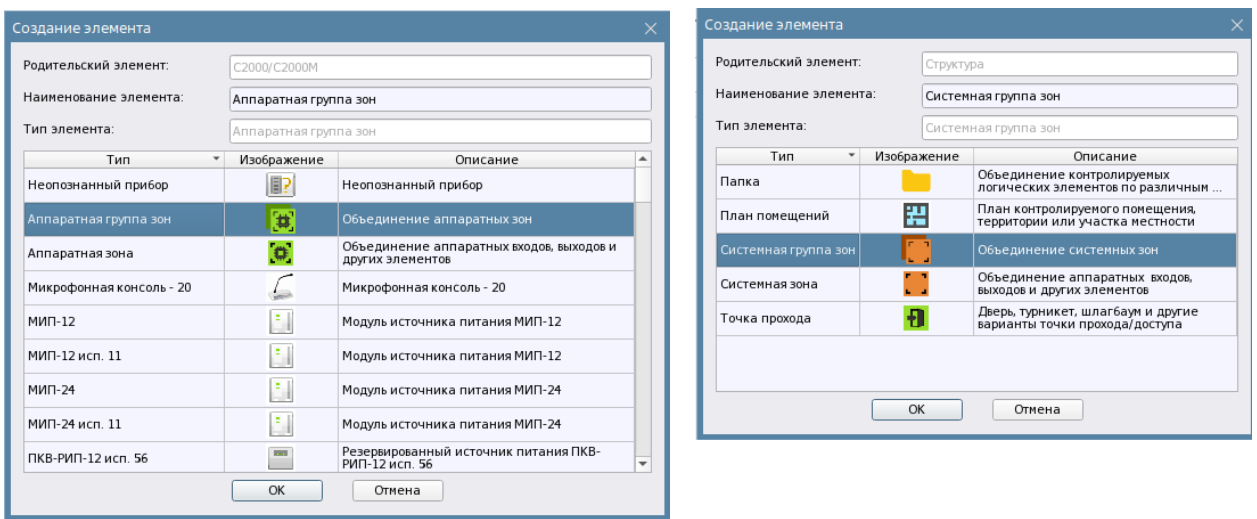 Создание элемента
Родительский элемент: С2000/С2000М
Наименование элемента: Аппаратная группа зон
Тип элемента: Аппаратная группа зон
Тип Изображение Описание
Неопознанный прибор Неопознанный прибор
Аппаратная группа зон Объединение аппаратных зон
Аппаратная зона Объединение аппаратных входов, выходов и
других элементов
Микрофонная консоль - 20 Микрофонная консоль - 20
МИП-12 Модуль источника питания МИП-12
МИП-12 исп. 11 Модуль источника питания МИП-12
МИП-24 Модуль источника питания МИП-24
МИП-24 исп. 11 Модуль источника питания МИП-24
ПКВ-РИП-12 исп. 56 Резервированный источник питания ПКВ-
РИП-12 исп. 56
ОК Отмена
Создание элемента
Родительский элемент: Структура
Наименование элемента: Системная группа зон
Тип элемента: Системная группа зон
Тип Изображение Описание
Папка Объединение контролируемых
логических элементов по различным ...
План помещений План контролируемого помещения,
территории или участка местности
Системная группа зон Объединение системных зон
Системная зона Объединение аппаратных входов,
выходов и других элементов
Точка прохода Дверь, турникет, шлагбаум и другие
варианты точки прохода/доступа
ОК Отмена